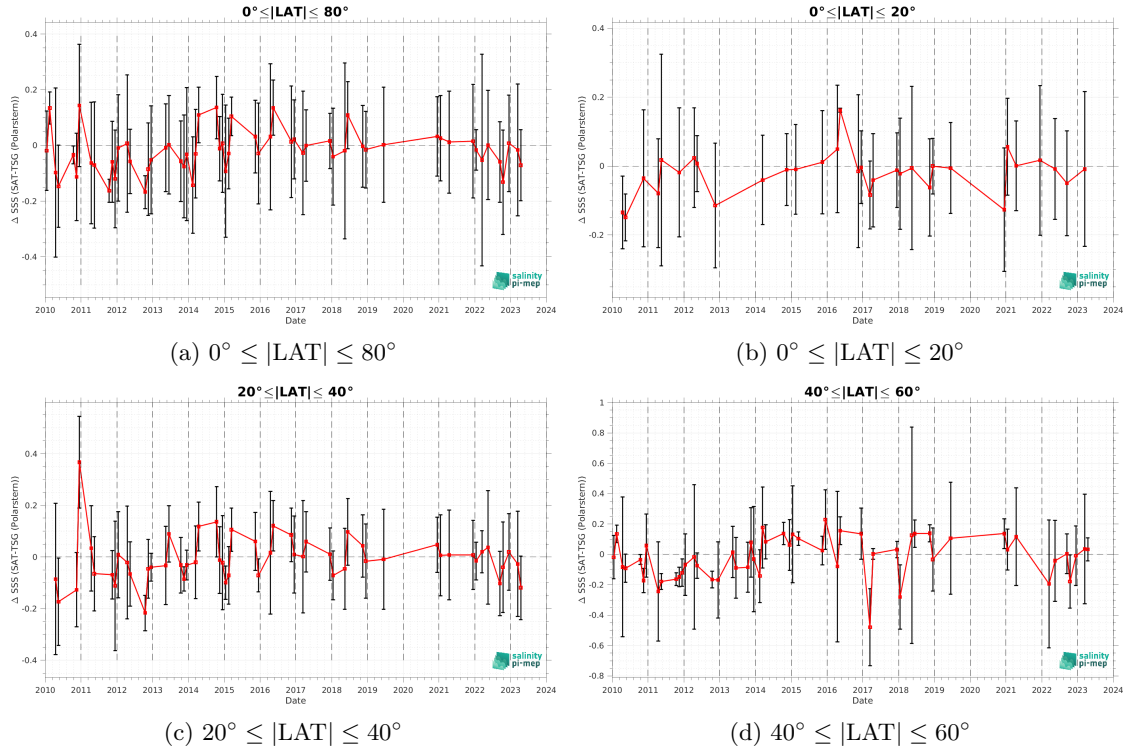 0°≤|LAT|≤ 80°
Δ SSS (SAT-TSG (Polarstern))
0.4
0.2
0
-0.2
-0.4
2010 2011 2012 2013 2014 2015 2016 2017 2018 2019 2020 2021 2022 2023 2024
Date
salinity
pi-mep
(a) 0° ≤ |LAT| ≤ 80°
0°≤|LAT|≤ 20°
Δ SSS (SAT-TSG (Polarstern))
0.4
0.2
0
-0.2
2010 2011 2012 2013 2014 2015 2016 2017 2018 2019 2020 2021 2022 2023 2024
Date
salinity
pi-mep
(b) 0° ≤ |LAT| ≤ 20°
20°≤|LAT|≤ 40°
Δ SSS (SAT-TSG (Polarstern))
0.4
0.2
0
-0.2
-0.4
2010 2011 2012 2013 2014 2015 2016 2017 2018 2019 2020 2021 2022 2023 2024
Date
salinity
pi-mep
(c) 20° ≤ |LAT| ≤ 40°
40°≤|LAT|≤ 60°
Δ SSS (SAT-TSG (Polarstern))
1
0.8
0.6
0.4
0.2
0
-0.2
-0.4
-0.6
-0.8
2010 2011 2012 2013 2014 2015 2016 2017 2018 2019 2020 2021 2022 2023 2024
Date
salinity
pi-mep
(d) 40° ≤ |LAT| ≤ 60°